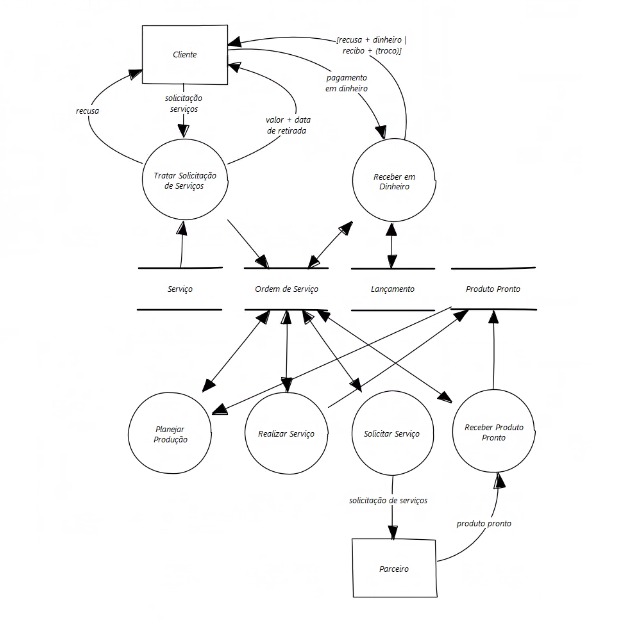 Cliente
[recusa + dinheiro |
recibo + (troco)]
pagamento
em dinheiro
solicitação
serviços
recusa
valor + data
de retirada
Tratar Solicitação
de Serviços
Receber em
Dinheiro
Serviço
Ordem de Serviço
Lançamento
Produto Pronto
Planejar
Produção
Realizar Serviço
Solicitar Serviço
Receber Produto
Pronto
solicitação de serviços
produto pronto
Parceiro